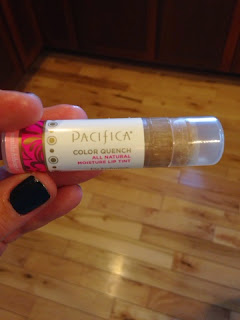 PACIFICA®
COLOR QUENCH
ALL NATURAL
MOISTURE LIP TINT